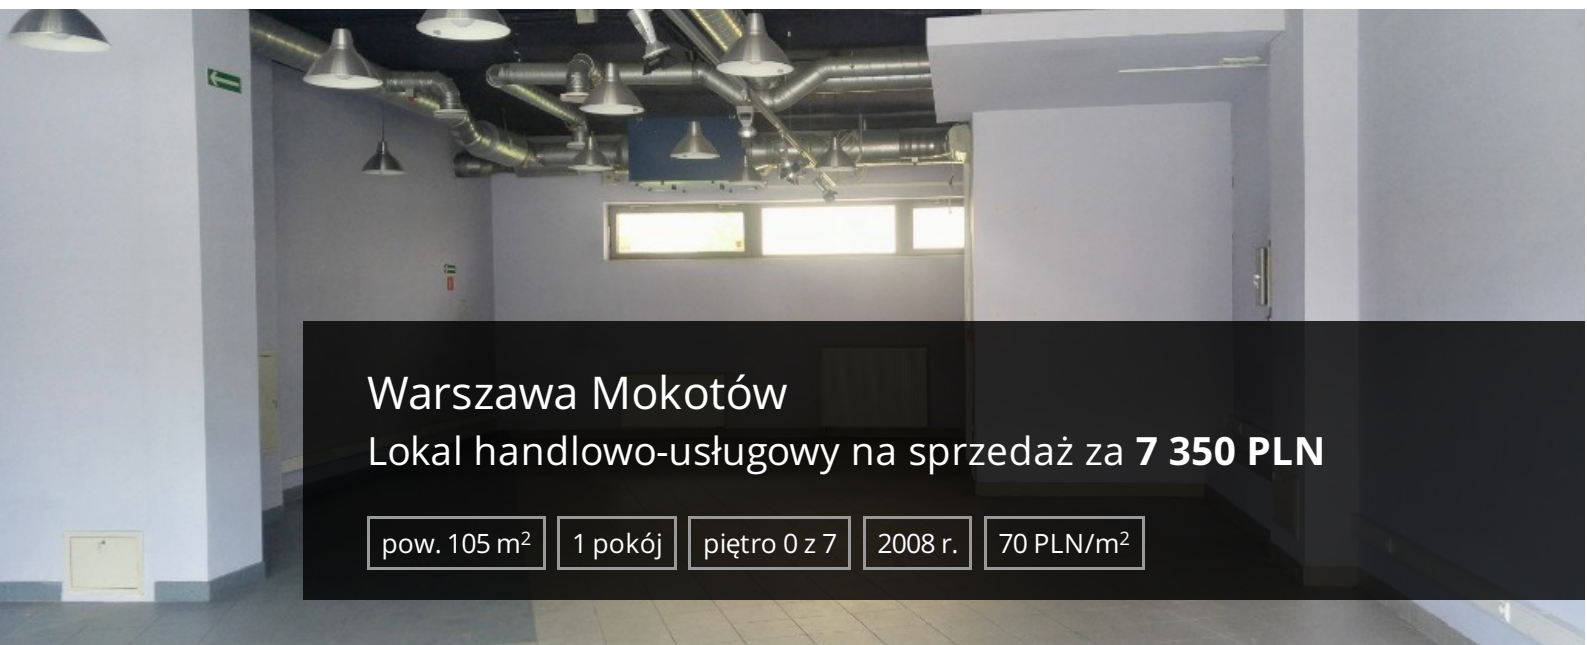 Warszawa Mokotów
Lokal handlowo-usługowy na sprzedaż za 7 350 PLN
pow. 105 m² 1 pokój piętro 0 z 7 2008 r. 70 PLN/m²